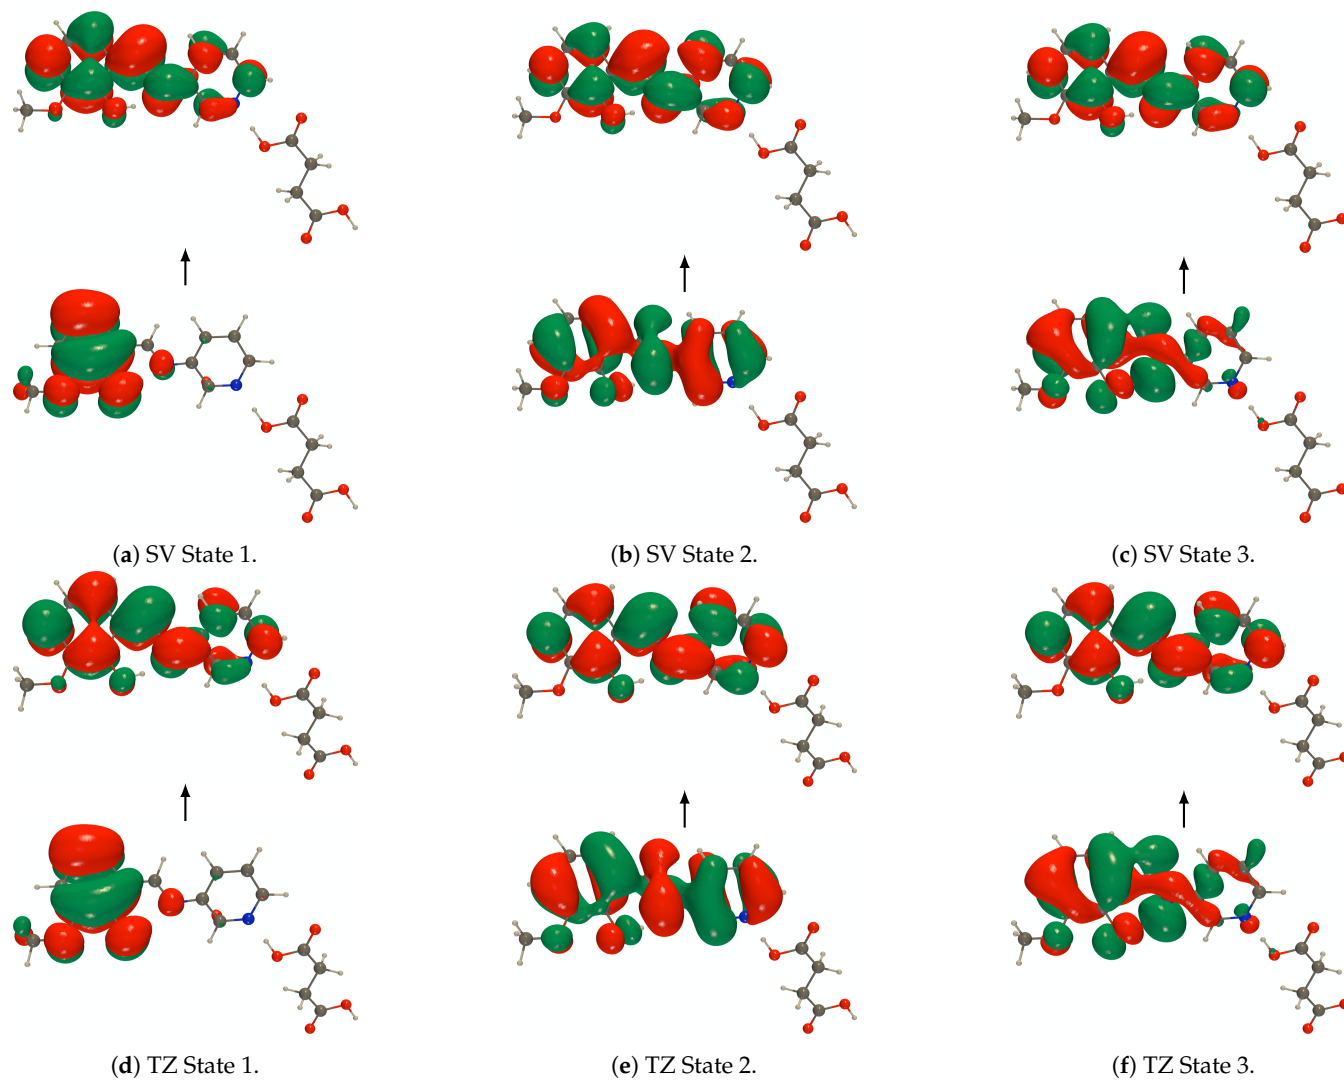 (a) SV State 1.
(b) SV State 2.
(c) SV State 3.
(d) TZ State 1.
(e) TZ State 2.
(f) TZ State 3.